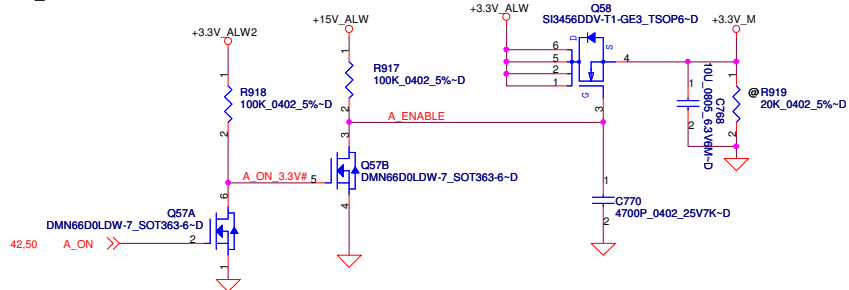 +3.3V_ALW2
+15V_ALW
+3.3V_ALW
Q58
SI3456DDV-T1-GE3_TSOP6~D
+3.3V_M
1
R918
100K_0402_5%~D
2
1
R917
100K_0402_5%~D
2
6
5
2
1
D
S
G
4
3
1
2
10U_0805_6.3V6M~D
C768
1
@R919
20K_0402_5%~D
2
A_ENABLE
3
Q57B
DMN66D0LDW-7_SOT363-6~D
A_ON_3.3V#
5
4
6
Q57A
DMN66D0LDW-7_SOT363-6~D
2
1
42,50
A_ON
1
C770
4700P_0402_25V7K~D
2